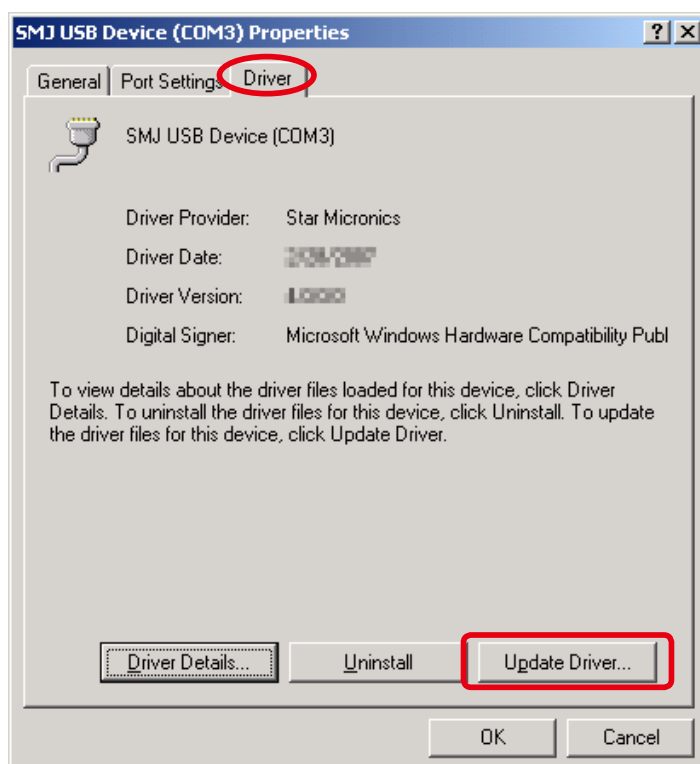 SMJ USB Device (COM3) Properties
General Port Settings Driver
SMJ USB Device (COM3)
Driver Provider: Star Micronics
Driver Date:
Driver Version:
Digital Signer: Microsoft Windows Hardware Compatibility Publ
To view details about the driver files loaded for this device, click Driver
Details. To uninstall the driver files for this device, click Uninstall. To update
the driver files for this device, click Update Driver.
Driver Details... Uninstall Update Driver...
OK Cancel